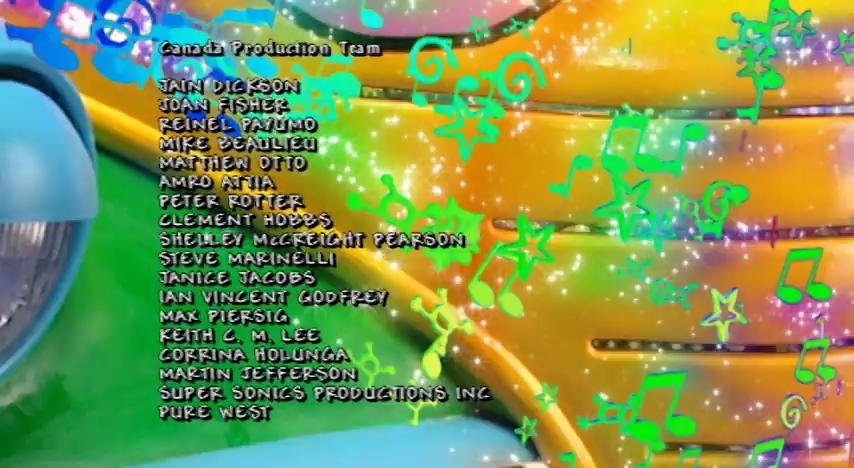 Canada Production Team
JAIN DICKSON
JOAN FISHER
REINEL PAYUMO
MIKE BEAULIEU
MATTHEW OTTO
AMRO ATTIA
PETER ROTTER
CLEMENT HOBBS
SHELLEY McCREIGHT PEARSON
STEVE MARINELLI
JANICE JACOBS
IAN VINCENT GODFREY
MAX PIERSIG
KEITH C. M. LEE
CORRINA HOLUNGA
MARTIN JEFFERSON
SUPER SONICS PRODUCTIONS INC
PURE WEST